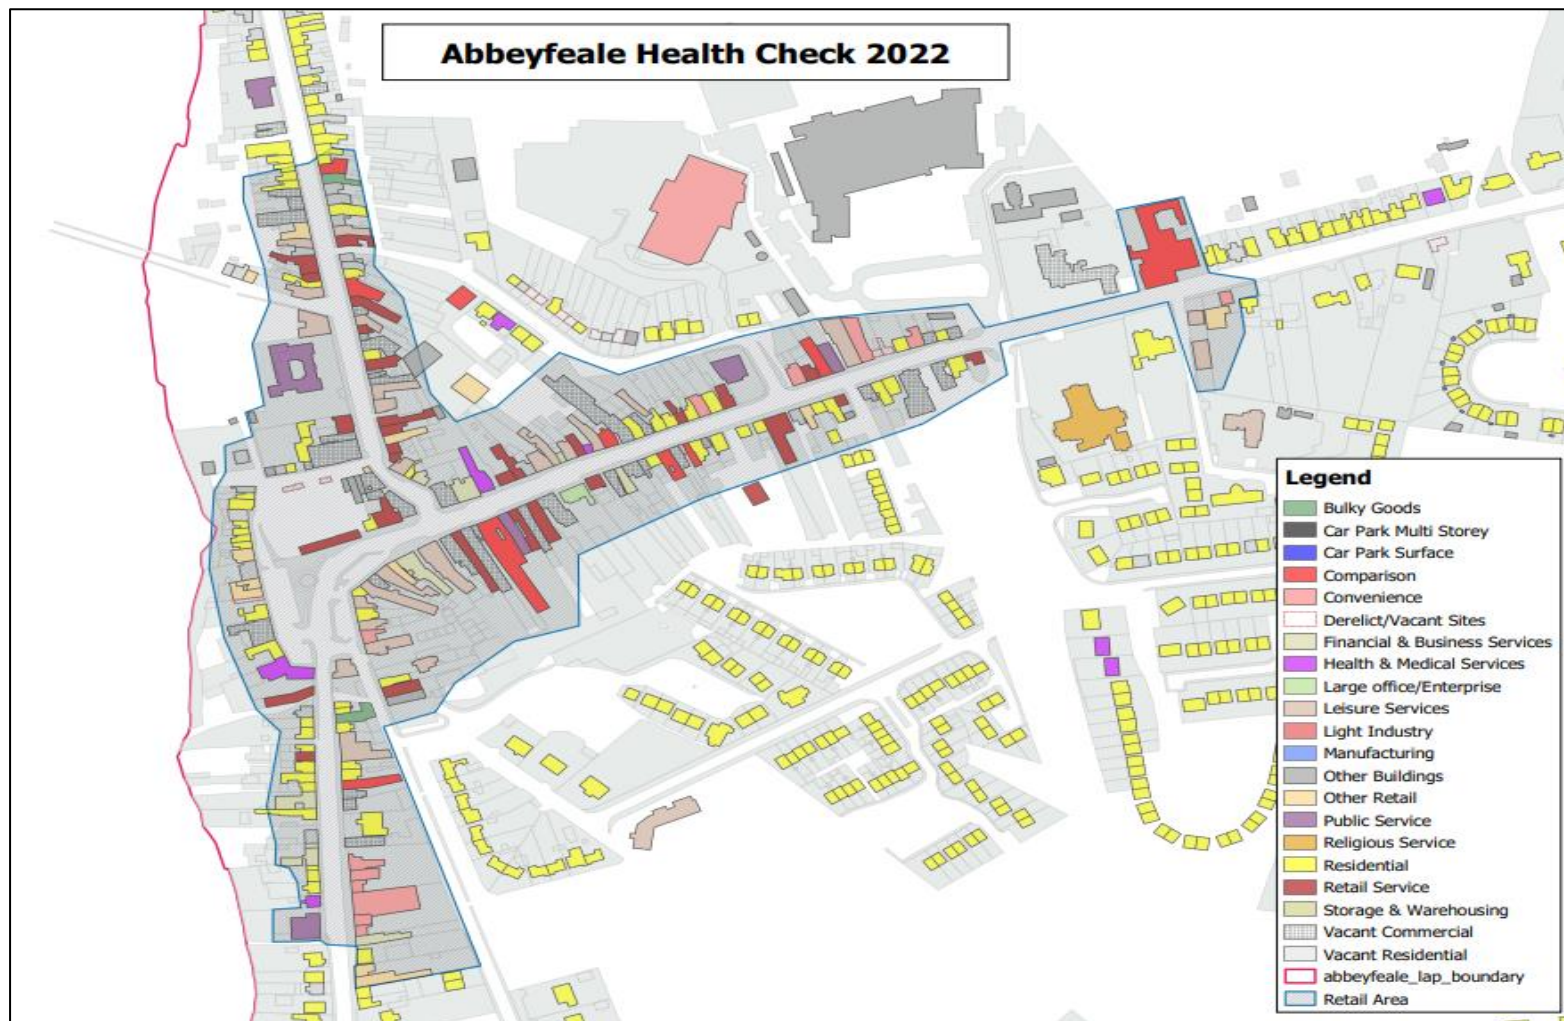 Abbeyfeale Health Check 2022
Legend
Bulky Goods
Car Park Multi Storey
Car Park Surface
Comparison
Convenience
Derelict/Vacant Sites
Financial & Business Services
Health & Medical Services
Large office/Enterprise
Leisure Services
Light Industry
Manufacturing
Other Buildings
Other Retail
Public Service
Religious Service
Residential
Retail Service
Storage & Warehousing
Vacant Commercial
Vacant Residential
abbeyfeale_lap_boundary
Retail Area